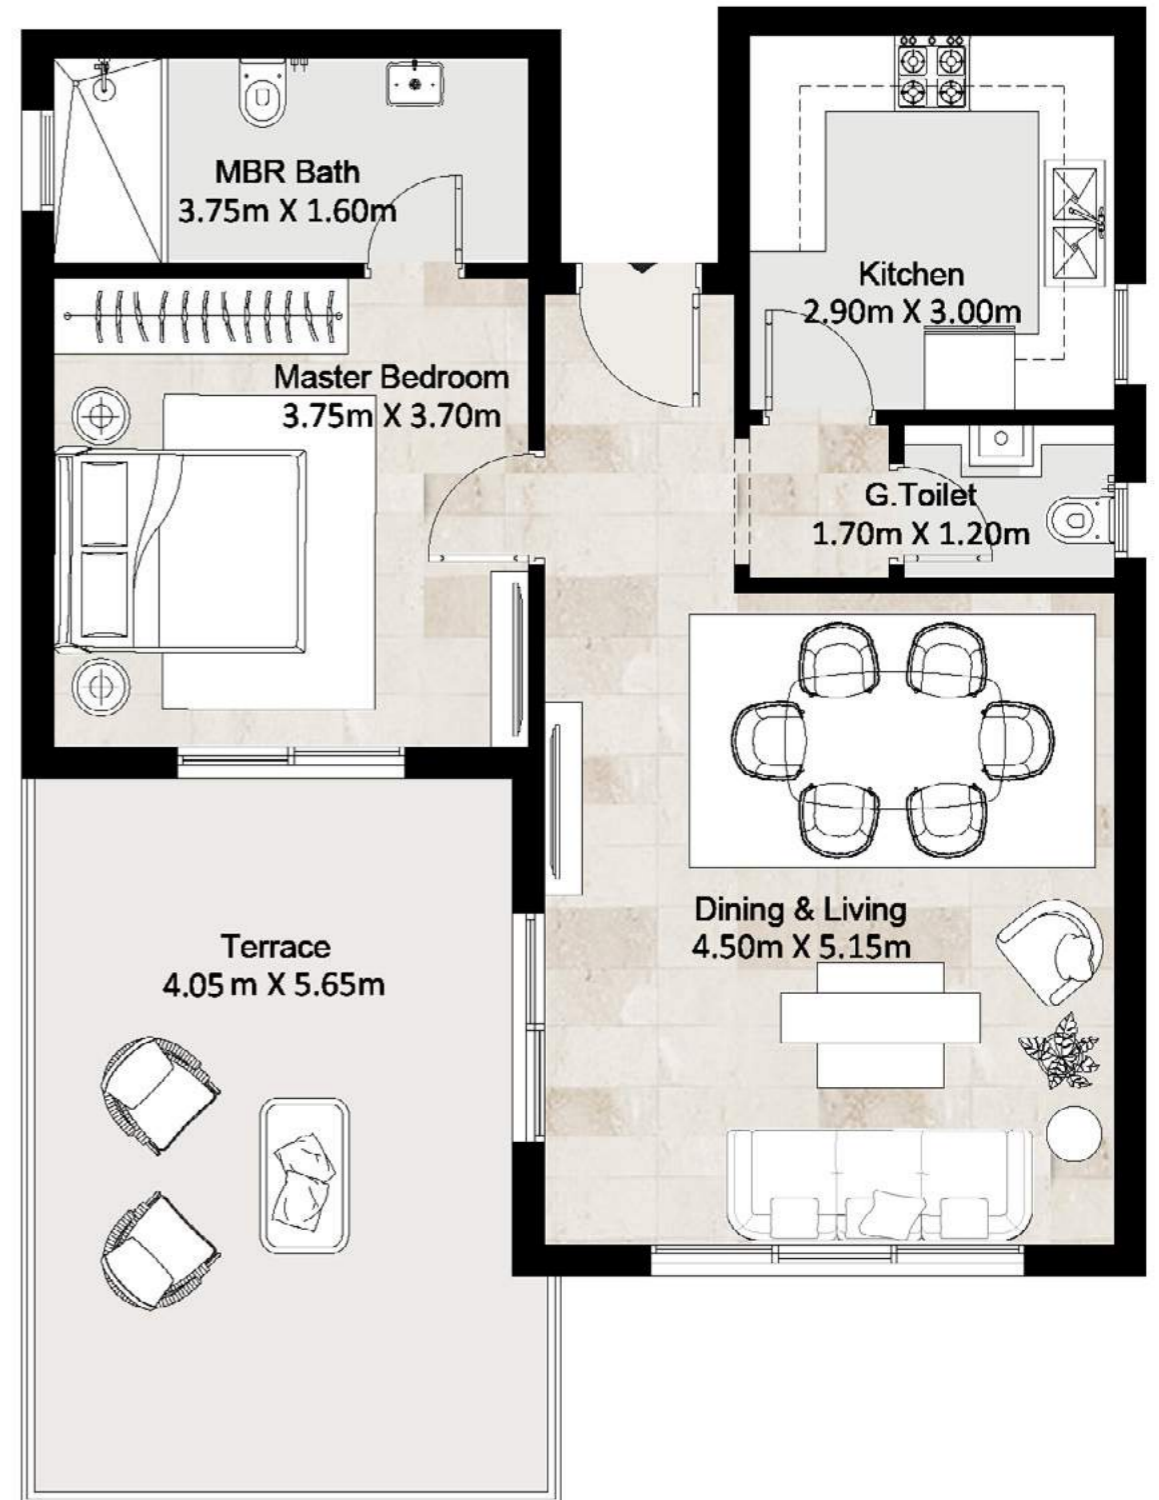 MBR Bath
3.75m X 1.60m
Kitchen
2.90m X 3.00m
Master Bedroom
3.75m X 3.70m
G.Toilet
1.70m X 1.20m
Dining & Living
4.50m X 5.15m
Terrace
4.05 m X 5.65m